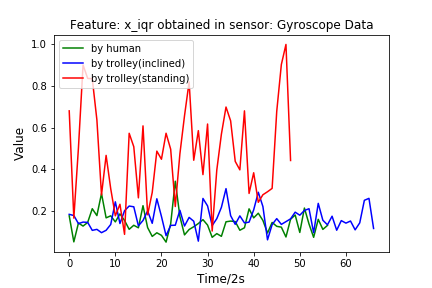 Feature: x_iqr obtained in sensor: Gyroscope Data
by human
by trolley(inclined)
by trolley(standing)
Value
1.0
0.8
0.6
0.4
0.2
0 10 20 30 40 50 60
Time/2s